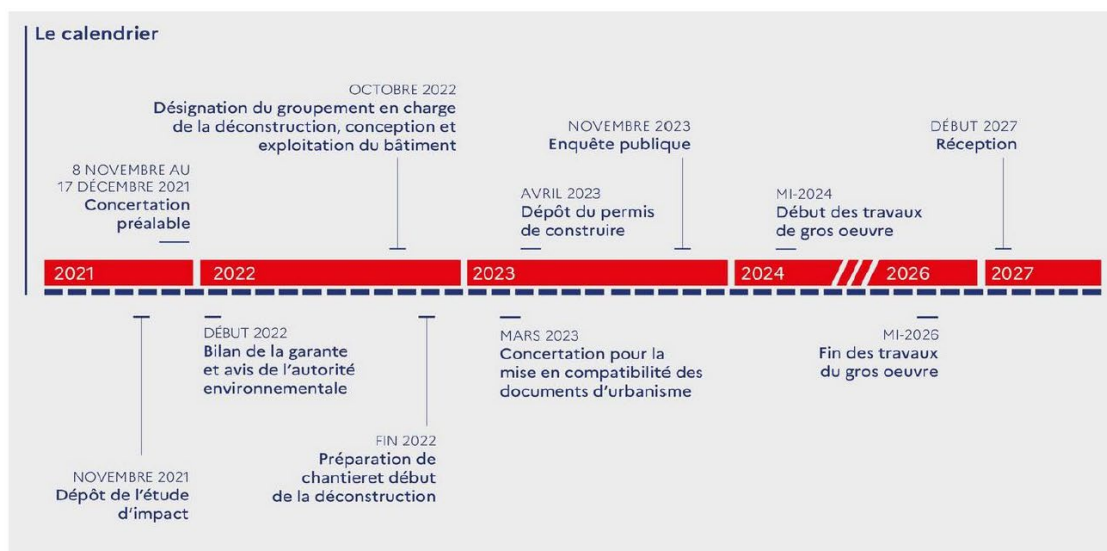 Le calendrier
OCTOBRE 2022
Désignation du groupement en charge
de la déconstruction, conception et
exploitation du bâtiment
NOVEMBRE 2023
Enquête publique
DÉBUT 2027
Réception
8 NOVEMBRE AU
17 DÉCEMBRE 2021
Concertation
préalable
AVRIL 2023
Dépôt du permis
de construire
MI-2024
Début des travaux
de gros oeuvre
2021
2022
2023
2024
2026
2027
DÉBUT 2022
Bilan de la garante
et avis de l'autorité
environnementale
MARS 2023
Concertation pour la
mise en compatibilité des
documents d'urbanisme
MI-2026
Fin des travaux
du gros oeuvre
FIN 2022
Préparation de
chantieret début
de la déconstruction
NOVEMBRE 2021
Dépôt de l'étude
d'impact